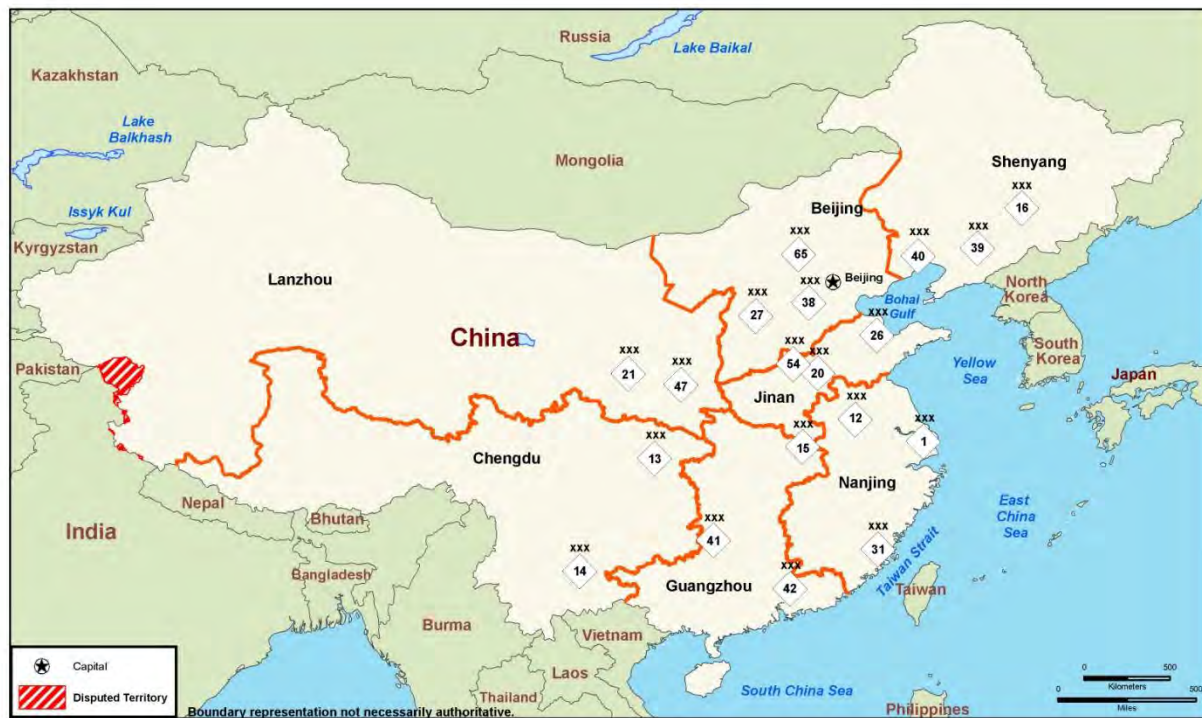 Russia
Lake Baikal
Kazakhstan
Lake
Balkhash
Mongolia
Shenyang
xxx
16
Issyk Kul
Beijing
xxx
39
xxx
40
xxx
65
Kyrgyzstan
Lanzhou
Beijing
xxx
38
xxx
27
Bohai
Gulf
North
Korea
xxx
26
South
Korea
China
Yellow
Sea
Pakistan
xxx
21
xxx
47
xxx
54
xxx
20
Japan
Jinan
xxx
12
xxx
1
xxx
15
Chengdu
xxx
13
Nanjing
Nepal
Bhutan
India
East
China
Sea
xxx
41
xxx
31
Bangladesh
14
xxx
Guangzhou
xxx
42
Taiwan Strait
Taiwan
Burma
Vietnam
Laos
Capital
Disputed Territory
Thailand
South China Sea
Philippines
0 500
Kilometers
0 500
Miles
Boundary representation not necessarily authoritative.